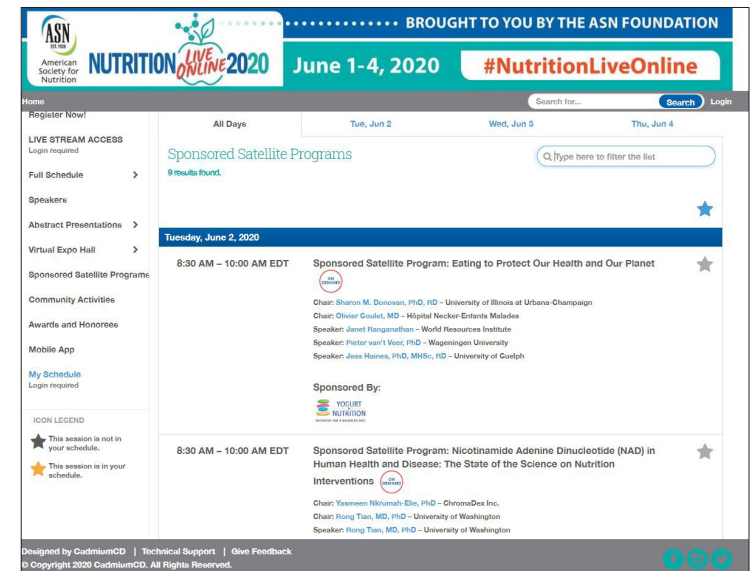 ASN
EST. 1928
American
Society for
Nutrition
NUTRITION LIVE ONLINE 2020
BROUGHT TO YOU BY THE ASN FOUNDATION
June 1-4, 2020
#NutritionLiveOnline
Home
Search for...
Search
Login
Register Now!
LIVE STREAM ACCESS
Login required
Full Schedule
Speakers
Abstract Presentations
Virtual Expo Hall
Sponsored Satellite Programs
Community Activities
Awards and Honorees
Mobile App
My Schedule
Login required
ICON LEGEND
This session is not in
your schedule.
This session is in your
schedule.
All Days
Tue, Jun 2
Wed, Jun 3
Thu, Jun 4
Sponsored Satellite Programs
9 results found.
Type here to filter the list
Tuesday, June 2, 2020
8:30 AM – 10:00 AM EDT
Sponsored Satellite Program: Eating to Protect Our Health and Our Planet
ON
DEMAND
Chair: Sharon M. Donovan, PhD, RD – University of Illinois at Urbana-Champaign
Chair: Olivier Goulet, MD – Hôpital Necker-Enfants Malades
Speaker: Janet Ranganathan – World Resources Institute
Speaker: Pieter van't Veer, PhD – Wageningen University
Speaker: Jess Haines, PhD, MHSc, RD – University of Guelph
Sponsored By:
YOGURT
NUTRITION
INITIATIVE FOR A BALANCED DIET
8:30 AM – 10:00 AM EDT
Sponsored Satellite Program: Nicotinamide Adenine Dinucleotide (NAD) in
Human Health and Disease: The State of the Science on Nutrition
Interventions ON DEMAND
Chair: Yasmeen Nkrumah-Elie, PhD – ChromaDex Inc.
Chair: Rong Tian, MD, PhD – University of Washington
Speaker: Rong Tian, MD, PhD – University of Washington
Designed by CadmiumCD | Technical Support | Give Feedback
© Copyright 2020 CadmiumCD. All Rights Reserved.